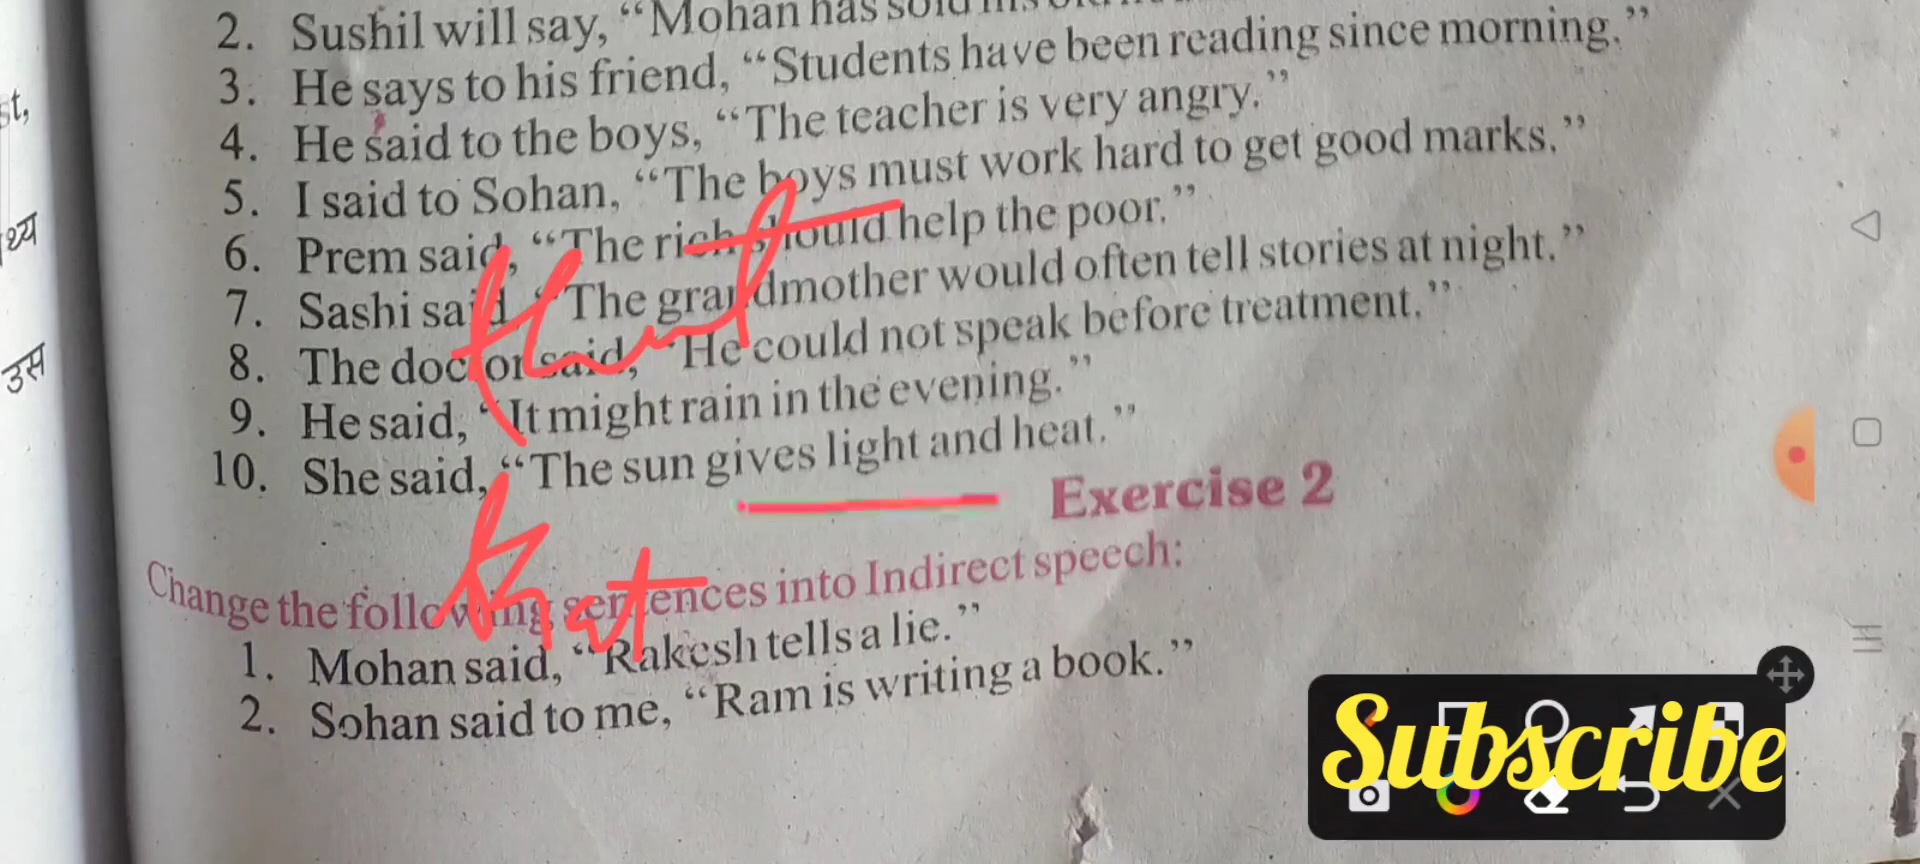 2. Sushil will say, “Mohan has sold his
3. He says to his friend, “Students have been reading since morning.”
4. He said to the boys, “The teacher is very angry.”
5. I said to Sohan, “The boys must work hard to get good marks.”
6. Prem said, “The rich should help the poor.”
7. Sashi said, “The grandmother would often tell stories at night.”
8. The doctor said, “He could not speak before treatment.”
9. He said, “It might rain in the evening.”
10. She said, “The sun gives light and heat.”
that
that
Exercise 2
Change the following sentences into Indirect speech:
1. Mohan said, “Rakesh tells a lie.”
2. Sohan said to me, “Ram is writing a book.”
st,
थ्य
उस
Subscribe